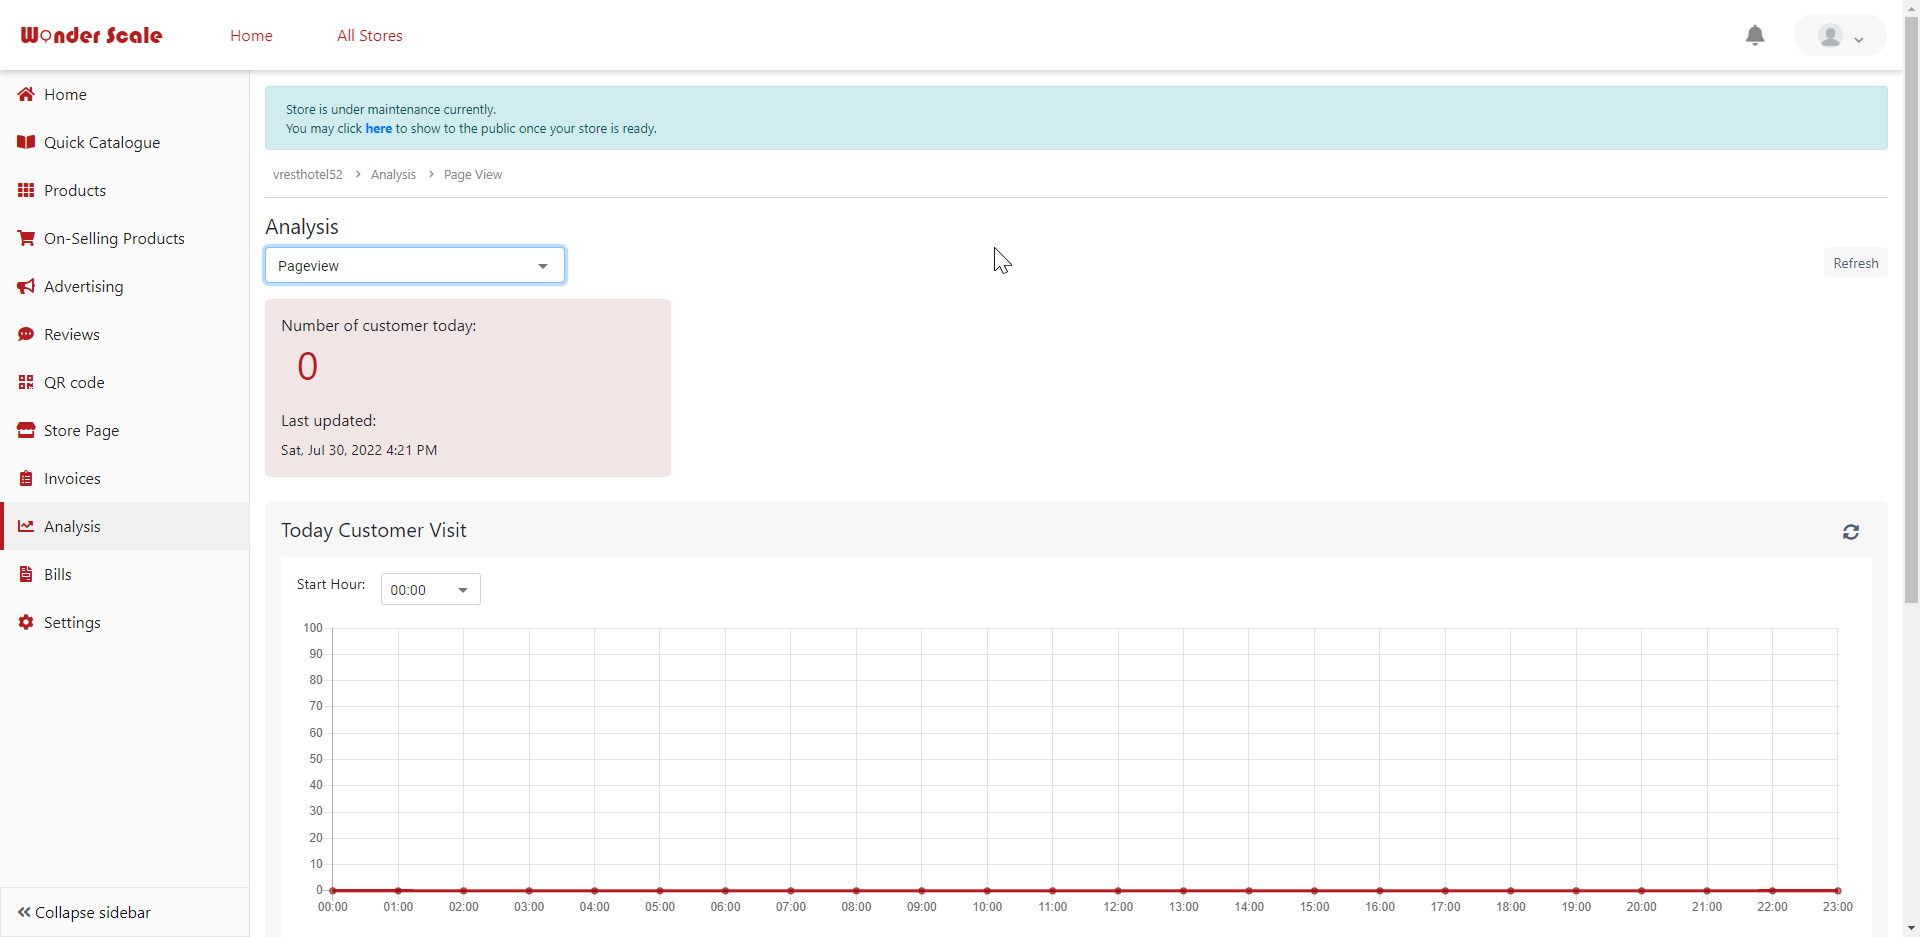 Wonder Scale
Home
All Stores
Home
Quick Catalogue
Products
On-Selling Products
Advertising
Reviews
QR code
Store Page
Invoices
Analysis
Bills
Settings
Collapse sidebar
Store is under maintenance currently.
You may click here to show to the public once your store is ready.
vresthotel52 > Analysis > Page View
Analysis
Pageview
Refresh
Number of customer today:
0
Last updated:
Sat, Jul 30, 2022 4:21 PM
Today Customer Visit
Start Hour: 00:00
100
90
80
70
60
50
40
30
20
10
0
00:00 01:00 02:00 03:00 04:00 05:00 06:00 07:00 08:00 09:00 10:00 11:00 12:00 13:00 14:00 15:00 16:00 17:00 18:00 19:00 20:00 21:00 22:00 23:00